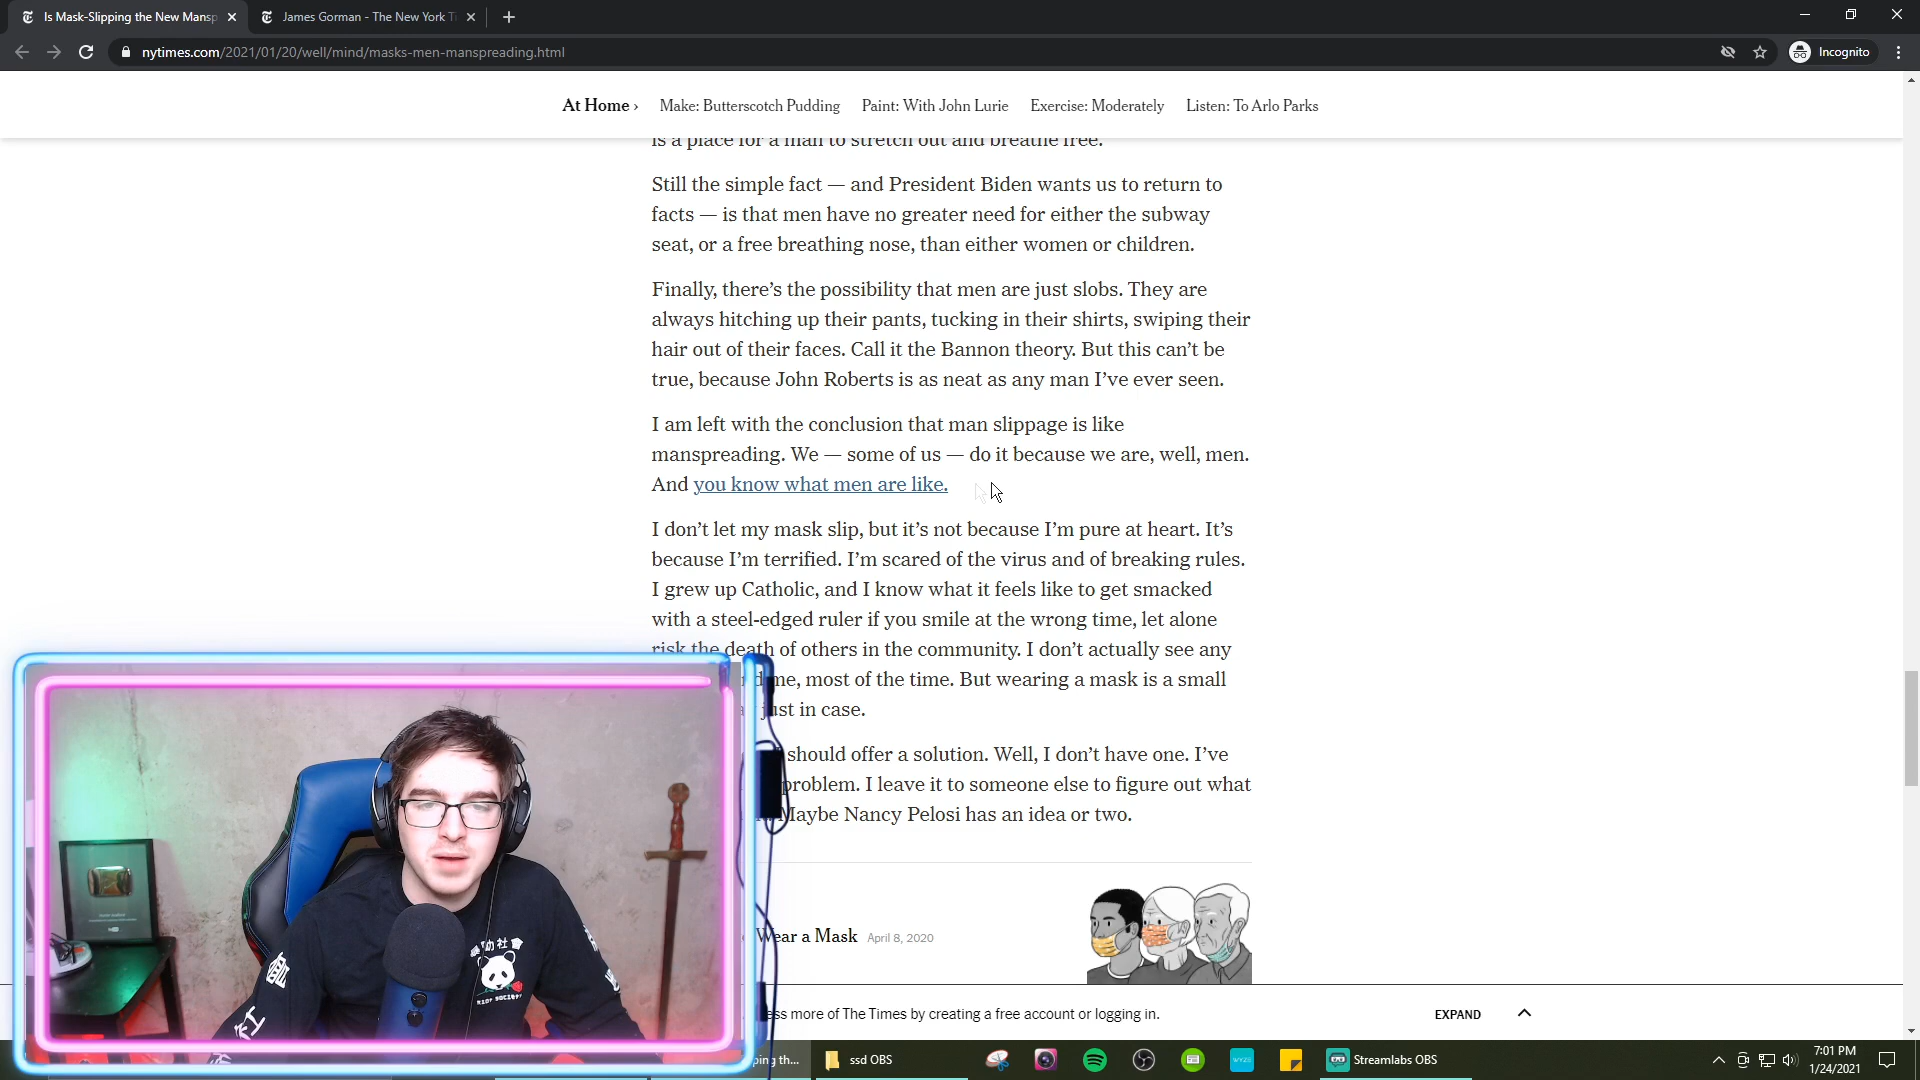 Is Mask-Slipping the New Mansp
James Gorman - The New York Ti
nytimes.com/2021/01/20/well/mind/masks-men-manspreading.html
Incognito
At Home ›
Make: Butterscotch Pudding
Paint: With John Lurie
Exercise: Moderately
Listen: To Arlo Parks
is a place for a man to stretch out and breathe free.
Still the simple fact — and President Biden wants us to return to
facts — is that men have no greater need for either the subway
seat, or a free breathing nose, than either women or children.
Finally, there’s the possibility that men are just slobs. They are
always hitching up their pants, tucking in their shirts, swiping their
hair out of their faces. Call it the Bannon theory. But this can’t be
true, because John Roberts is as neat as any man I’ve ever seen.
I am left with the conclusion that man slippage is like
manspreading. We — some of us — do it because we are, well, men.
And you know what men are like.
I don’t let my mask slip, but it’s not because I’m pure at heart. It’s
because I’m terrified. I’m scared of the virus and of breaking rules.
I grew up Catholic, and I know what it feels like to get smacked
with a steel-edged ruler if you smile at the wrong time, let alone
risk the death of others in the community. I don’t actually see any
me, most of the time. But wearing a mask is a small
just in case.
I should offer a solution. Well, I don’t have one. I’ve
problem. I leave it to someone else to figure out what
Maybe Nancy Pelosi has an idea or two.
Wear a Mask
April 8, 2020
more of The Times by creating a free account or logging in.
EXPAND
RIOT SOCIETY
ping th...
ssd OBS
WYZE
Streamlabs OBS
7:01 PM
1/24/2021